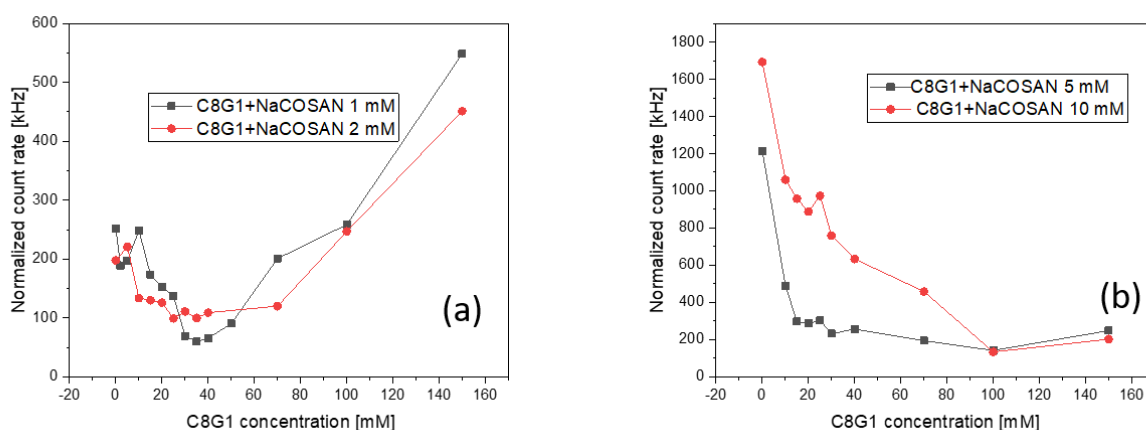 600
500
400
300
200
100
0
-20 0 20 40 60 80 100 120 140 160
Normalized count rate [kHz]
C8G1 concentration [mM]
C8G1+NaCOSAN 1 mM
C8G1+NaCOSAN 2 mM
(a)
1800
1600
1400
1200
1000
800
600
400
200
0
-20 0 20 40 60 80 100 120 140 160
Normalized count rate [kHz]
C8G1 concentration [mM]
C8G1+NaCOSAN 5 mM
C8G1+NaCOSAN 10 mM
(b)